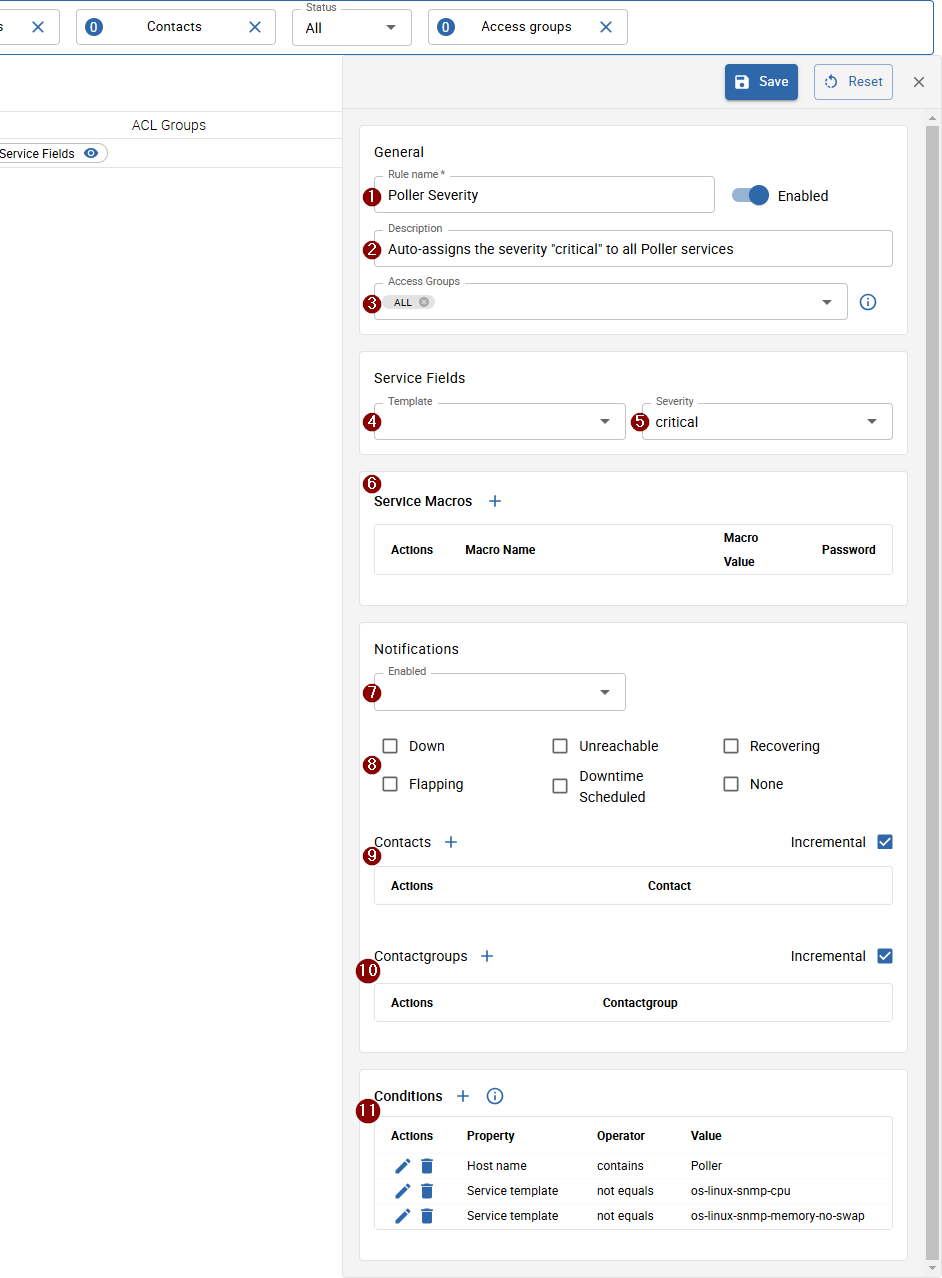 s
0 Contacts
Status
All
0 Access groups
Save
Reset
ACL Groups
Service Fields
General
Rule name *
1 Poller Severity
Enabled
Description
2 Auto-assigns the severity "critical" to all Poller services
Access Groups
3 ALL
Service Fields
Template
4
Severity
5 critical
6
Service Macros
Actions Macro Name Macro Value Password
Notifications
Enabled
7
Down Unreachable Recovering
8
Flapping Downtime Scheduled None
Contacts Incremental
9
Actions Contact
Contactgroups Incremental
10
Actions Contactgroup
Conditions
11
Actions Property Operator Value
Host name contains Poller
Service template not equals os-linux-snmp-cpu
Service template not equals os-linux-snmp-memory-no-swap